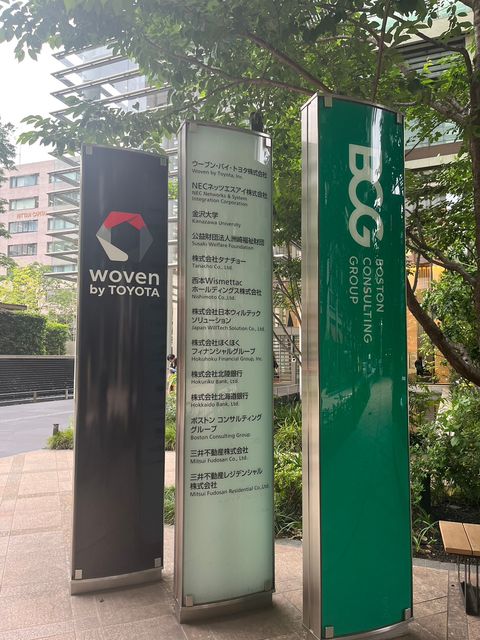 woven
by TOYOTA
ウーブン・バイ・トヨタ株式会社
Woven by Toyota, Inc.
NECネッツエスアイ株式会社
NEC Networks & System
Integration Corporation
金沢大学
Kanazawa University
公益財団法人洲崎福祉財団
Susaki Welfare Foundation
株式会社タナチョー
Tanacho Co., Ltd.
西本Wismettac
ホールディングス株式会社
Nishimoto Co., Ltd.
株式会社日本ウィルテック
ソリューション
Japan WillTech Solution Co., Ltd.
株式会社ほくほく
フィナンシャルグループ
Hokuhoku Financial Group, Inc.
株式会社北陸銀行
Hokuriku Bank, Ltd.
株式会社北海道銀行
Hokkaido Bank, Ltd.
ボストン コンサルティング
グループ
Boston Consulting Group
三井不動産株式会社
Mitsui Fudosan Co., Ltd.
三井不動産レジデンシャル
株式会社
Mitsui Fudosan Residential Co.,Ltd.
BCG
BOSTON
CONSULTING
GROUP